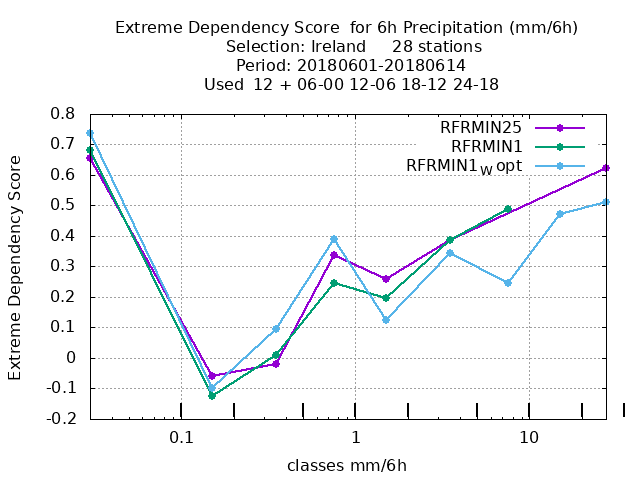 Extreme Dependency Score  for 6h Precipitation (mm/6h)
Selection: Ireland     28 stations
Period: 20180601-20180614
Used  12 + 06-00 12-06 18-12 24-18
RFRMIN25
RFRMIN1
RFRMIN1W opt
Extreme Dependency Score
0.8
0.7
0.6
0.5
0.4
0.3
0.2
0.1
0
-0.1
-0.2
0.1 1 10
classes mm/6h